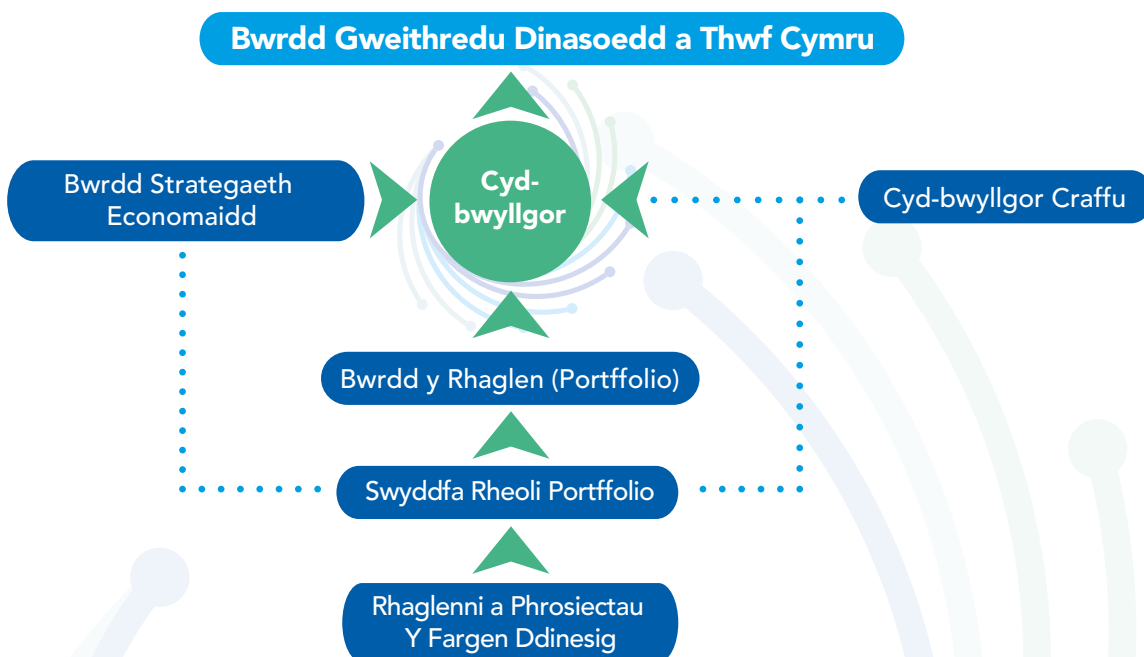 Bwrdd Gweithredu Dinasoedd a Thwf Cymru
Bwrdd Strategaeth
Economaidd
Cyd-
bwyllgor
Cyd-bwyllgor Craffu
Bwrdd y Rhaglen (Portffolio)
Swyddfa Rheoli Portffolio
Rhaglenni a Phrosiectau
Y Fargen Ddinesig